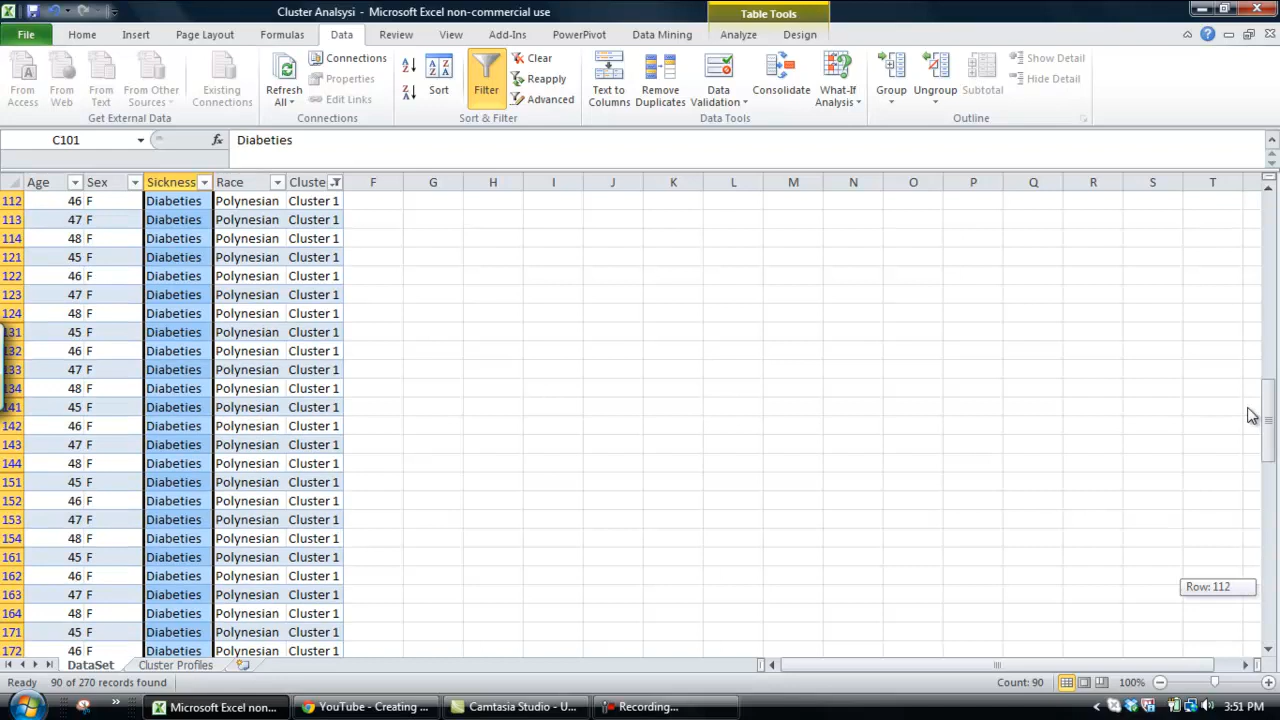 Cluster Analsysi - Microsoft Excel non-commercial use
Table Tools
File Home Insert Page Layout Formulas Data Review View Add-Ins PowerPivot Data Mining Analyze Design
From Access
From Web
From Text
From Other Sources
Existing Connections
Get External Data
Refresh All
Connections
Properties
Edit Links
Connections
Sort
Filter
Clear
Reapply
Advanced
Sort & Filter
Text to Columns
Remove Duplicates
Data Validation
Consolidate
What-If Analysis
Data Tools
Group
Ungroup
Subtotal
Show Detail
Hide Detail
Outline
C101 fx Diabeties
Age Sex Sickness Race Cluste F G H I J K L M N O P Q R S T
112 46 F Diabeties Polynesian Cluster 1
113 47 F Diabeties Polynesian Cluster 1
114 48 F Diabeties Polynesian Cluster 1
121 45 F Diabeties Polynesian Cluster 1
122 46 F Diabeties Polynesian Cluster 1
123 47 F Diabeties Polynesian Cluster 1
124 48 F Diabeties Polynesian Cluster 1
131 45 F Diabeties Polynesian Cluster 1
132 46 F Diabeties Polynesian Cluster 1
133 47 F Diabeties Polynesian Cluster 1
134 48 F Diabeties Polynesian Cluster 1
141 45 F Diabeties Polynesian Cluster 1
142 46 F Diabeties Polynesian Cluster 1
143 47 F Diabeties Polynesian Cluster 1
144 48 F Diabeties Polynesian Cluster 1
151 45 F Diabeties Polynesian Cluster 1
152 46 F Diabeties Polynesian Cluster 1
153 47 F Diabeties Polynesian Cluster 1
154 48 F Diabeties Polynesian Cluster 1
161 45 F Diabeties Polynesian Cluster 1
162 46 F Diabeties Polynesian Cluster 1
163 47 F Diabeties Polynesian Cluster 1
164 48 F Diabeties Polynesian Cluster 1
171 45 F Diabeties Polynesian Cluster 1
172 46 F Diabeties Polynesian Cluster 1
Row: 112
DataSet Cluster Profiles
Ready 90 of 270 records found Count: 90 100%
Microsoft Excel non... YouTube - Creating ... Camtasia Studio - U... Recording... 3:51 PM